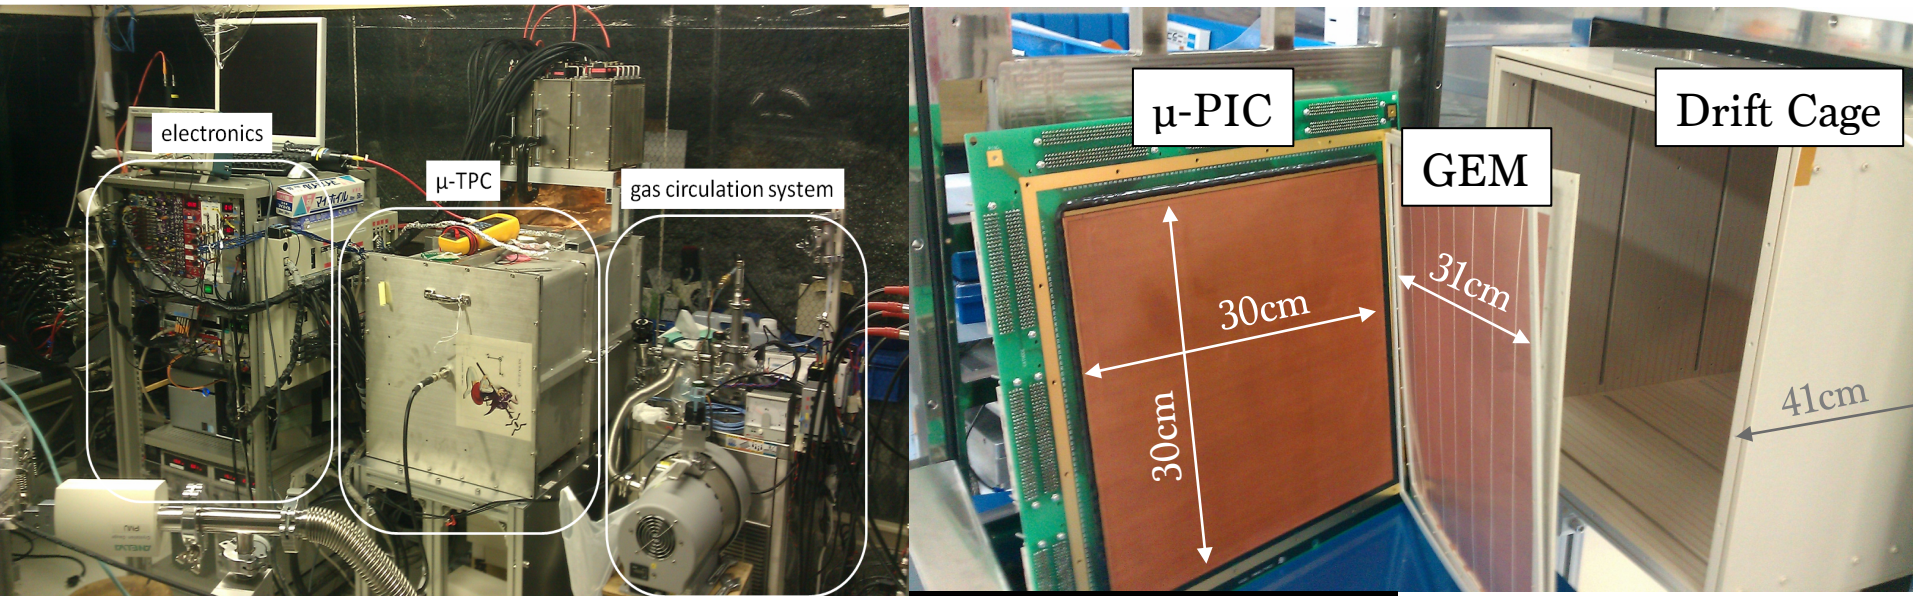 electronics
μ-TPC
gas circulation system
μ-PIC
GEM
Drift Cage
30cm
30cm
31cm
41cm